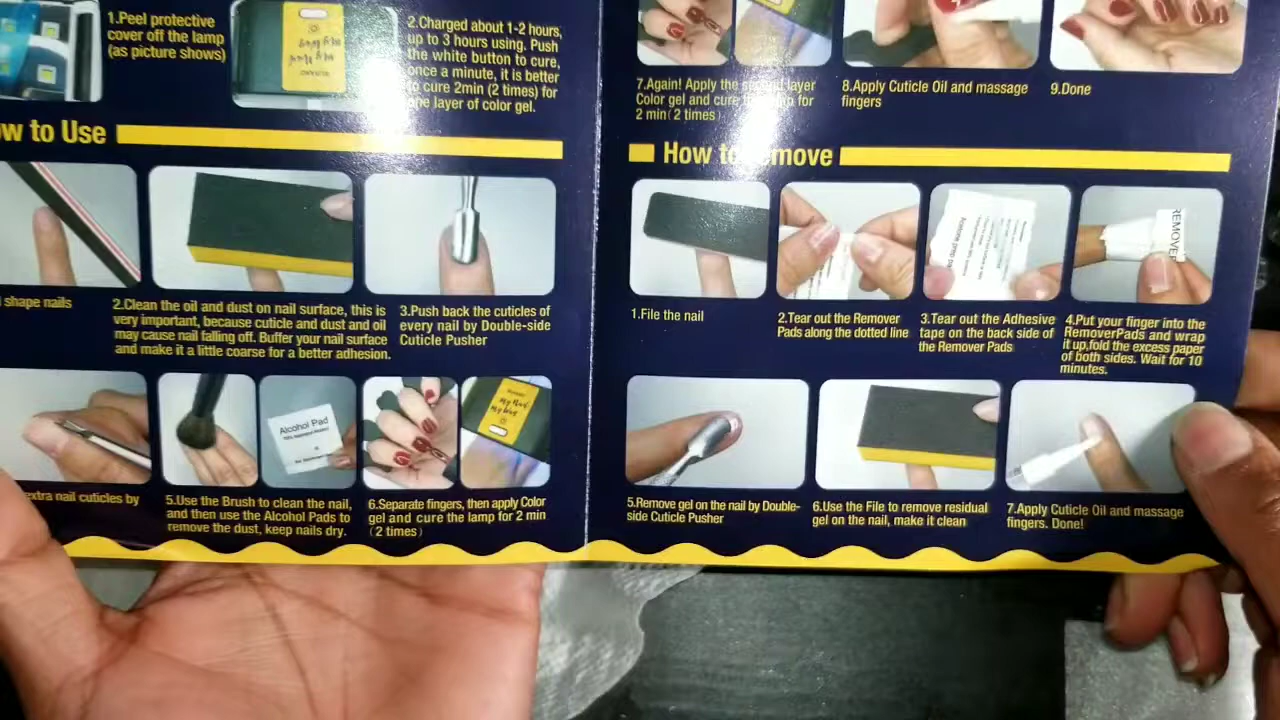 1.Peel protective
cover off the lamp
(as picture shows)
2.Charged about 1-2 hours,
up to 3 hours using. Push
the white button to cure,
once a minute, it is better
to cure 2min (2 times) for
one layer of color gel.
ow to Use
shape nails
2.Clean the oil and dust on nail surface, this is
very important, because cuticle and dust and oil
may cause nail falling off. Buffer your nail surface
and make it a little coarse for a better adhesion.
3.Push back the cuticles of
every nail by Double-side
Cuticle Pusher
Alcohol Pad
extra nail cuticles by
5.Use the Brush to clean the nail,
and then use the Alcohol Pads to
remove the dust, keep nails dry.
6.Separate fingers, then apply Color
gel and cure the lamp for 2 min
(2 times)
7.Again! Apply the second layer
Color gel and cure lamp for
2 min(2 times)
8.Apply Cuticle Oil and massage
fingers
9.Done
How to Remove
REMOVER
1.File the nail
2.Tear out the Remover
Pads along the dotted line
3.Tear out the Adhesive
tape on the back side of
the Remover Pads
4.Put your finger into the
RemoverPads and wrap
it up,fold the excess paper
of both sides. Wait for 10
minutes.
5.Remove gel on the nail by Double-
side Cuticle Pusher
6.Use the File to remove residual
gel on the nail, make it clean
7.Apply Cuticle Oil and massage
fingers. Done!